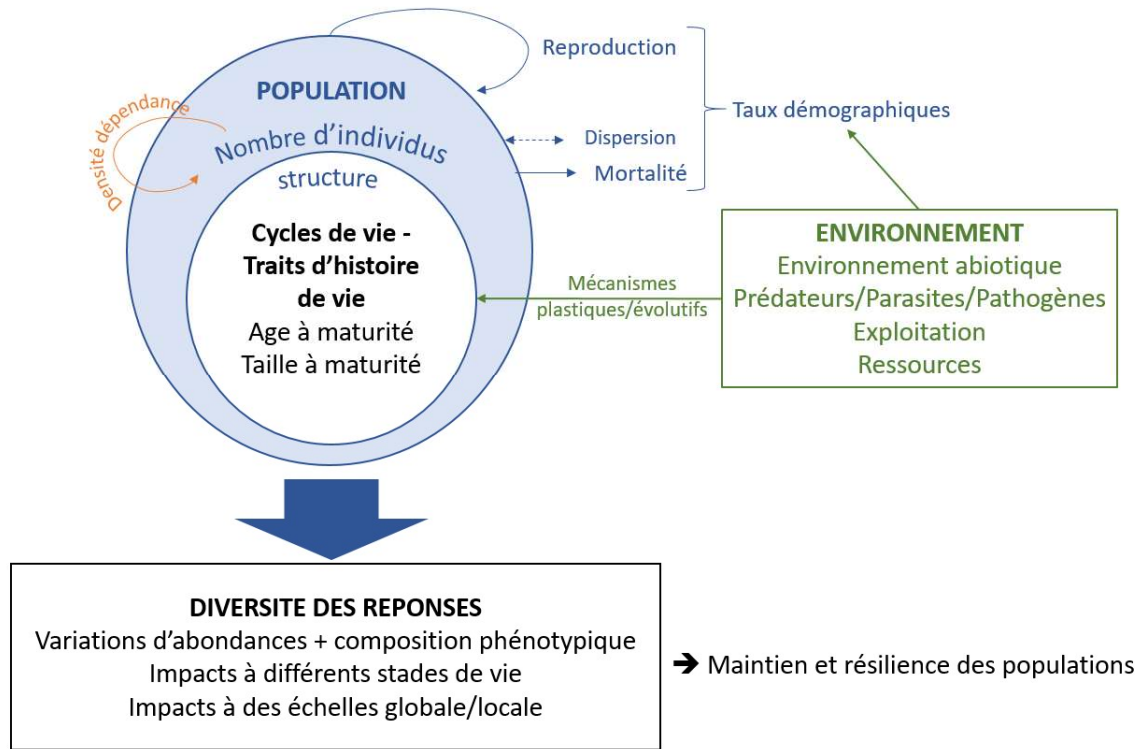 Reproduction
POPULATION
Densité dépendance
Nombre d'individus
structure
Taux démographiques
Dispersion
Mortalité
Cycles de vie -
Traits d'histoire
de vie
Age à maturité
Taille à maturité
Mécanismes
plastiques/évolutifs
ENVIRONNEMENT
Environnement abiotique
Prédateurs/Parasites/Pathogènes
Exploitation
Ressources
DIVERSITE DES REPONSES
Variations d'abondances + composition phénotypique
Impacts à différents stades de vie
Impacts à des échelles globale/locale
➔ Maintien et résilience des populations